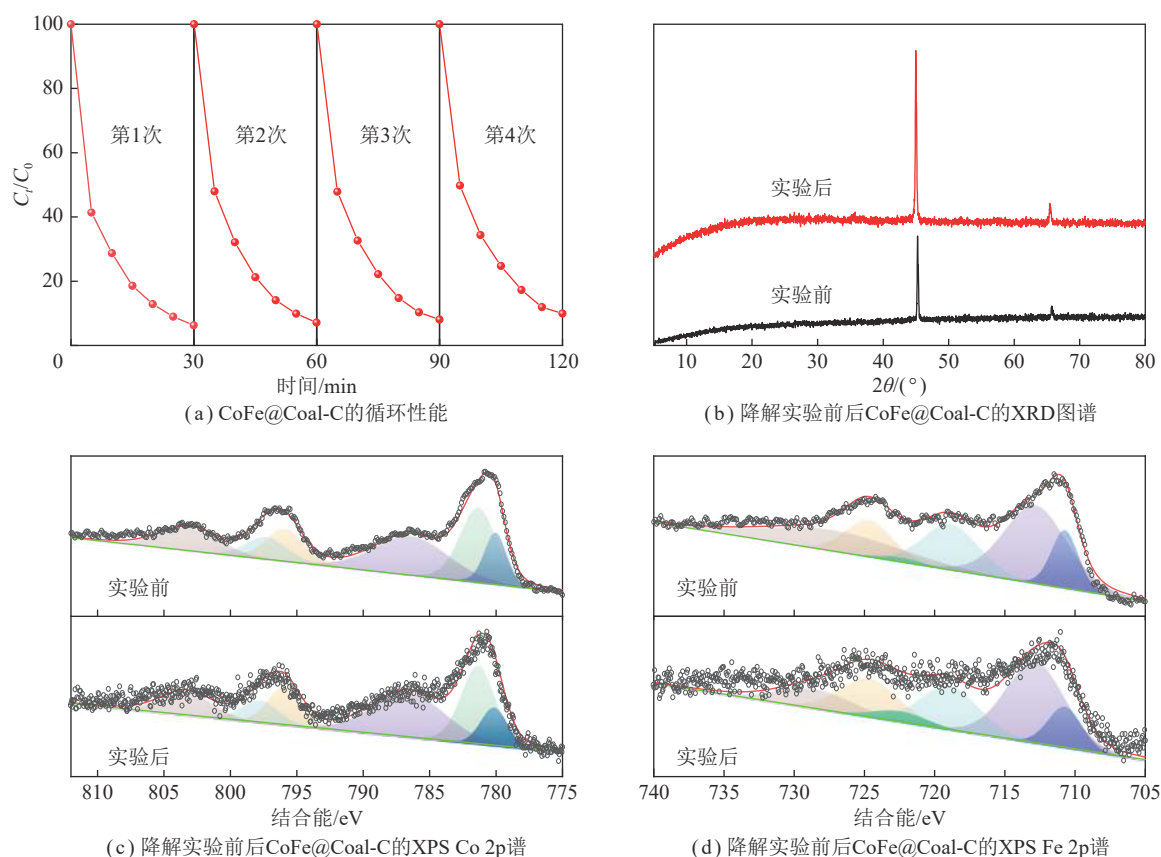 100
80
60
40
20
C_t/C_0
第1次
第2次
第3次
第4次
0
30
60
90
120
时间/min
(a) CoFe@Coal-C的循环性能
实验后
实验前
10
20
30
40
50
60
70
80
2θ/(°)
(b) 降解实验前后CoFe@Coal-C的XRD图谱
实验前
实验后
810
805
800
795
790
785
780
775
结合能/eV
(c) 降解实验前后CoFe@Coal-C的XPS Co 2p谱
实验前
实验后
740
735
730
725
720
715
710
705
结合能/eV
(d) 降解实验前后CoFe@Coal-C的XPS Fe 2p谱